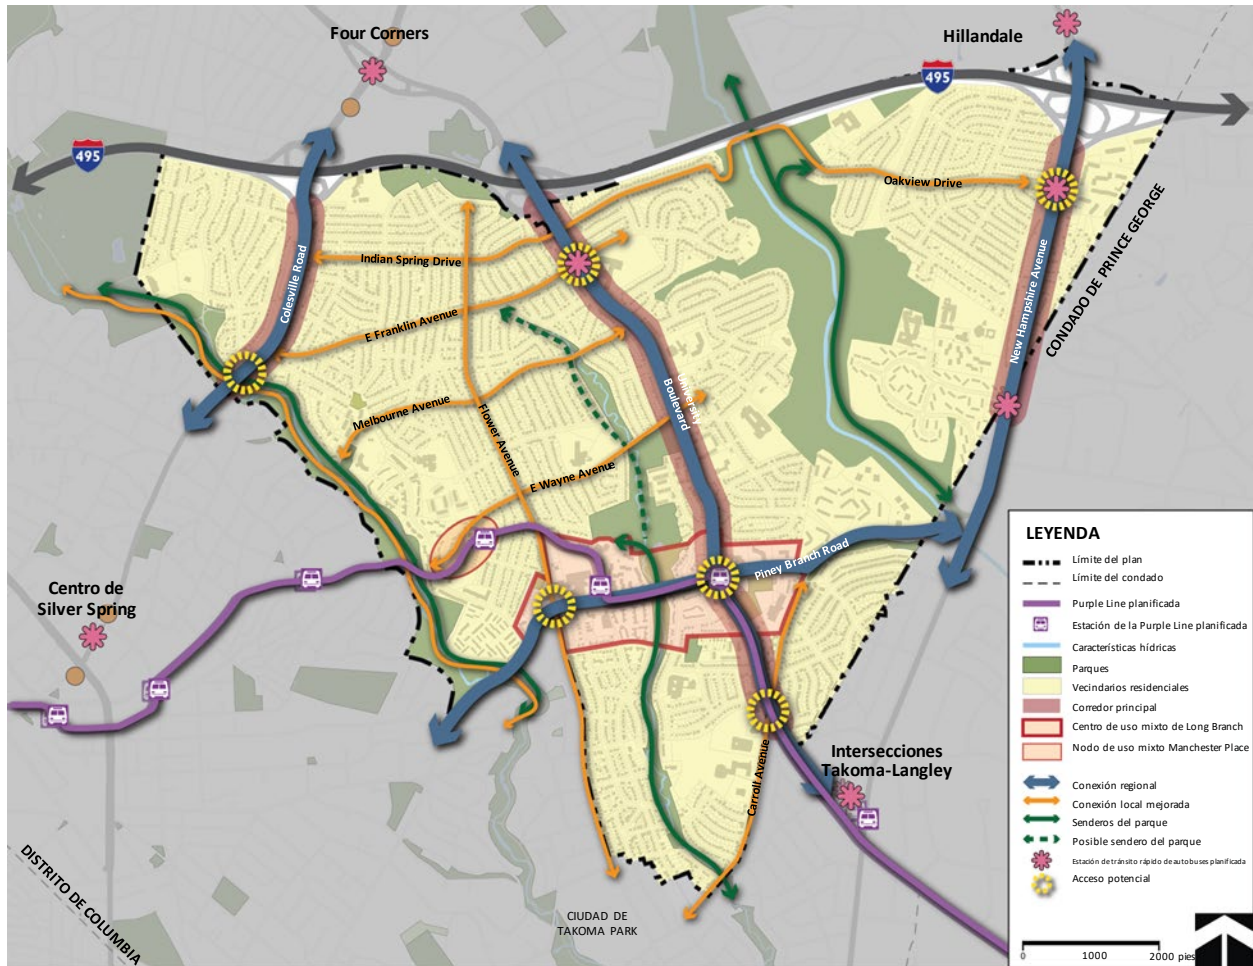 Four Corners
Hillandale
495
495
Oakview Drive
CONDADO DE PRINCE GEORGE
Colesville Road
Indian Spring Drive
New Hampshire Avenue
E Franklin Avenue
University
Boulevard
Melbourne Avenue
Flower Avenue
E Wayne Avenue
Piney Branch Road
Centro de
Silver Spring
Intersecciones
Takoma-Langley
Carroll Avenue
DISTRITO DE COLUMBIA
CIUDAD DE
TAKOMA PARK
LEYENDA
Límite del plan
Límite del condado
Purple Line planificada
Estación de la Purple Line planificada
Características hídricas
Parques
Vecindarios residenciales
Corredor principal
Centro de uso mixto de Long Branch
Nodo de uso mixto Manchester Place
Conexión regional
Conexión local mejorada
Senderos del parque
Posible sendero del parque
Estación de tránsito rápido de autobuses planificada
Acceso potencial
0 1000 2000 pies